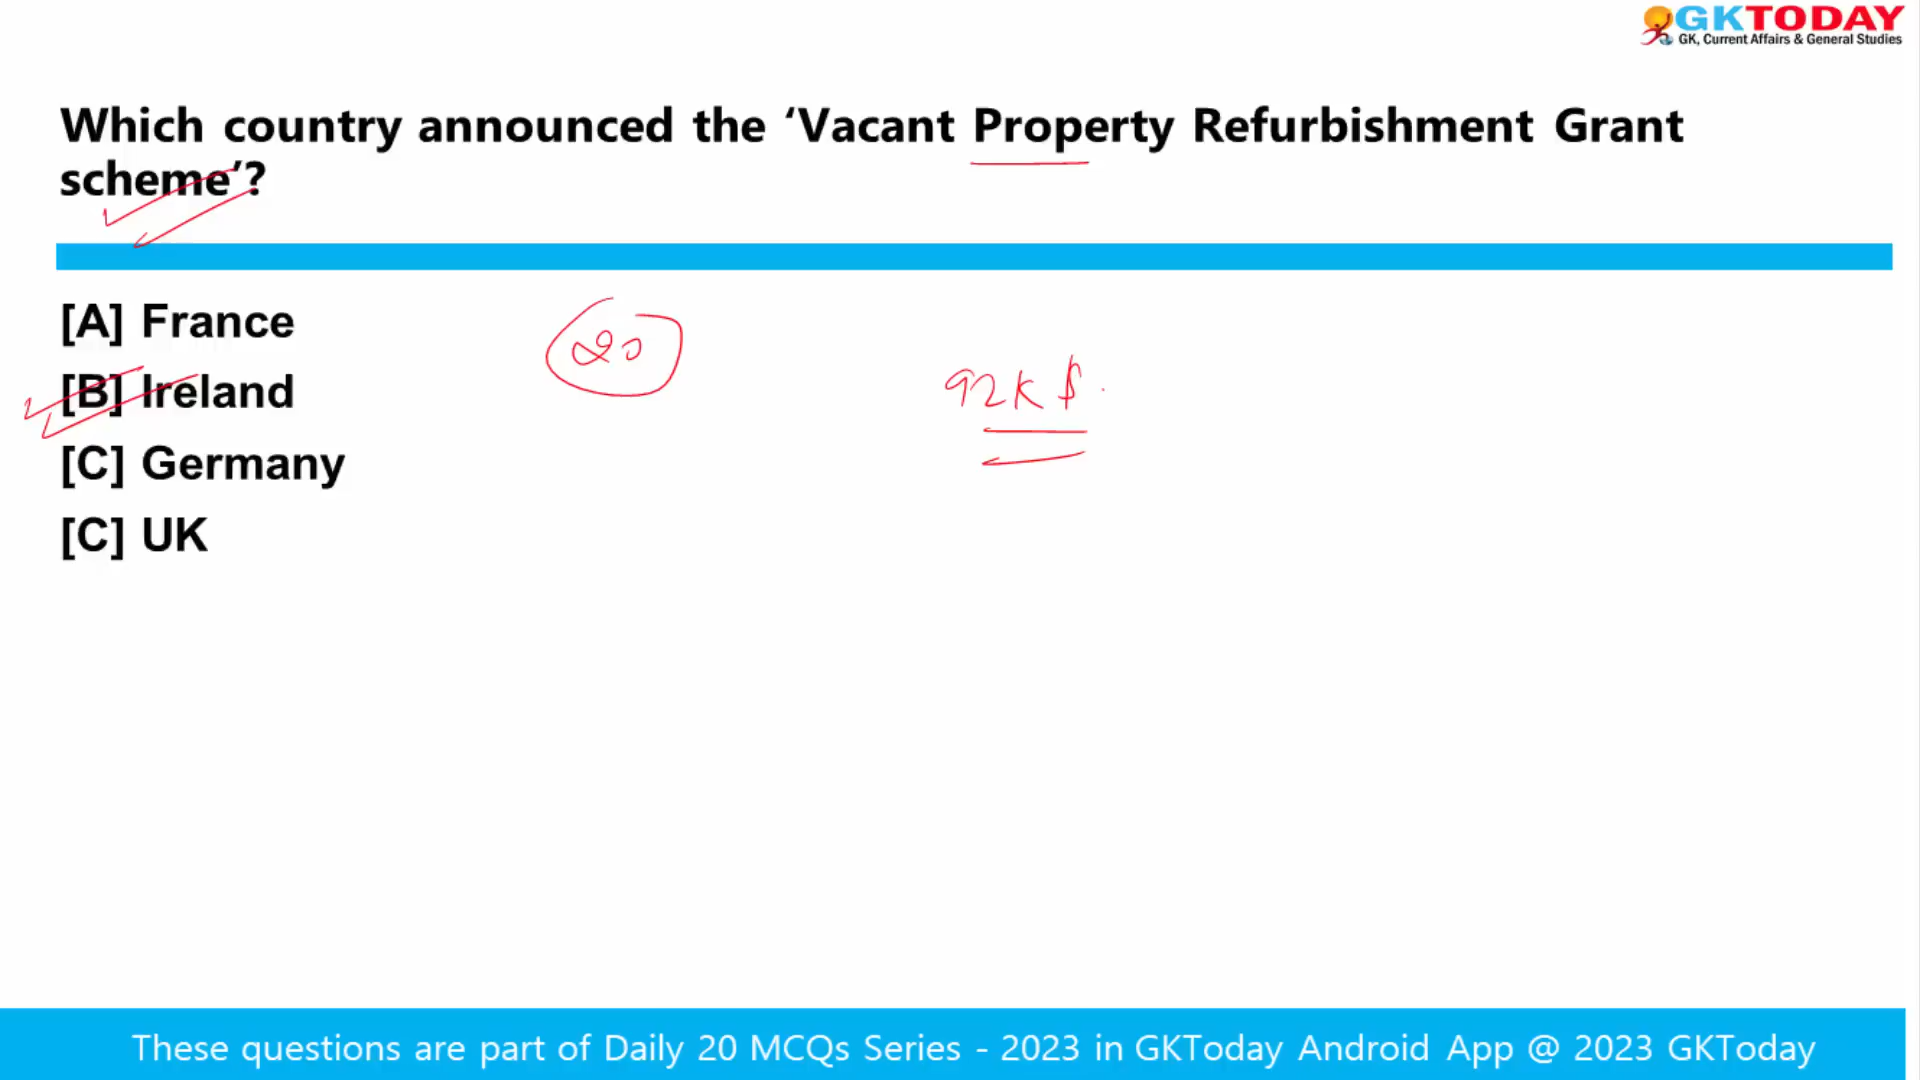 GKTODAY
GK, Current Affairs & General Studies
Which country announced the ‘Vacant Property Refurbishment Grant
scheme’?
[A] France
[B] Ireland
[C] Germany
[C] UK
20
92K $
These questions are part of Daily 20 MCQs Series - 2023 in GKToday Android App @ 2023 GKToday